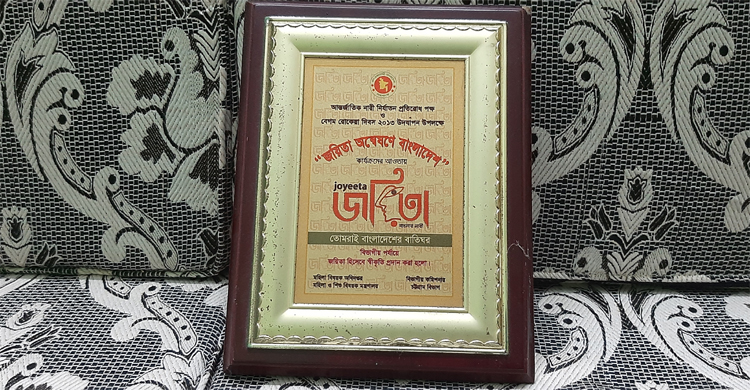 আন্তর্জাতিক নারী নির্যাতন প্রতিরোধ পক্ষ
ও
বেগম রোকেয়া দিবস ২০১৩ উদযাপন উপলক্ষে
"জয়িতা অন্বেষণে বাংলাদেশ"
কার্যক্রমের আওতায়
joyeeta
জয়িতা
তোমরাই বাংলাদেশের বাতিঘর
বিভাগীয় পর্যায়ে
জয়িতা হিসেবে স্বীকৃতি প্রদান করা হলো।
মহিলা বিষয়ক অধিদপ্তর
মহিলা ও শিশু বিষয়ক মন্ত্রণালয়
বিভাগীয় কমিশনার
চট্টগ্রাম বিভাগ